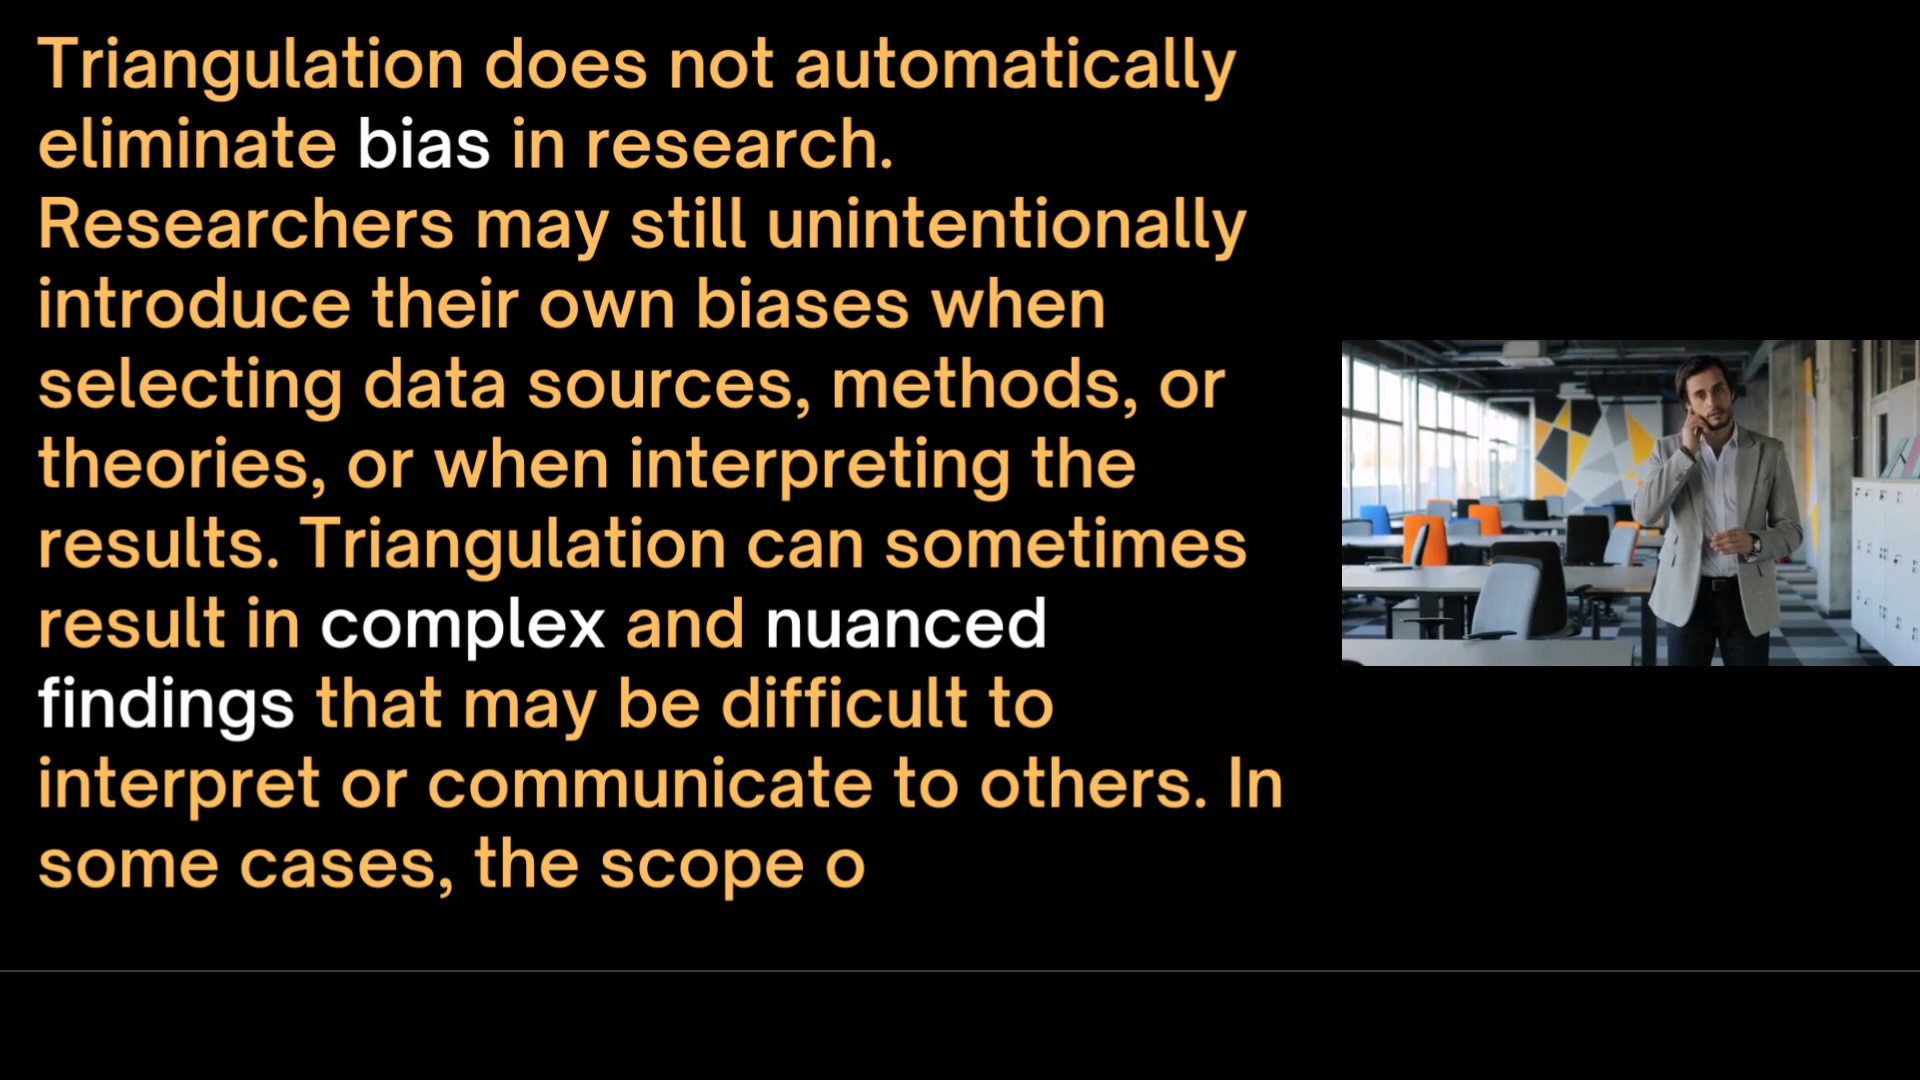 Triangulation does not automatically
eliminate bias in research.
Researchers may still unintentionally
introduce their own biases when
selecting data sources, methods, or
theories, or when interpreting the
results. Triangulation can sometimes
result in complex and nuanced
findings that may be difficult to
interpret or communicate to others. In
some cases, the scope o